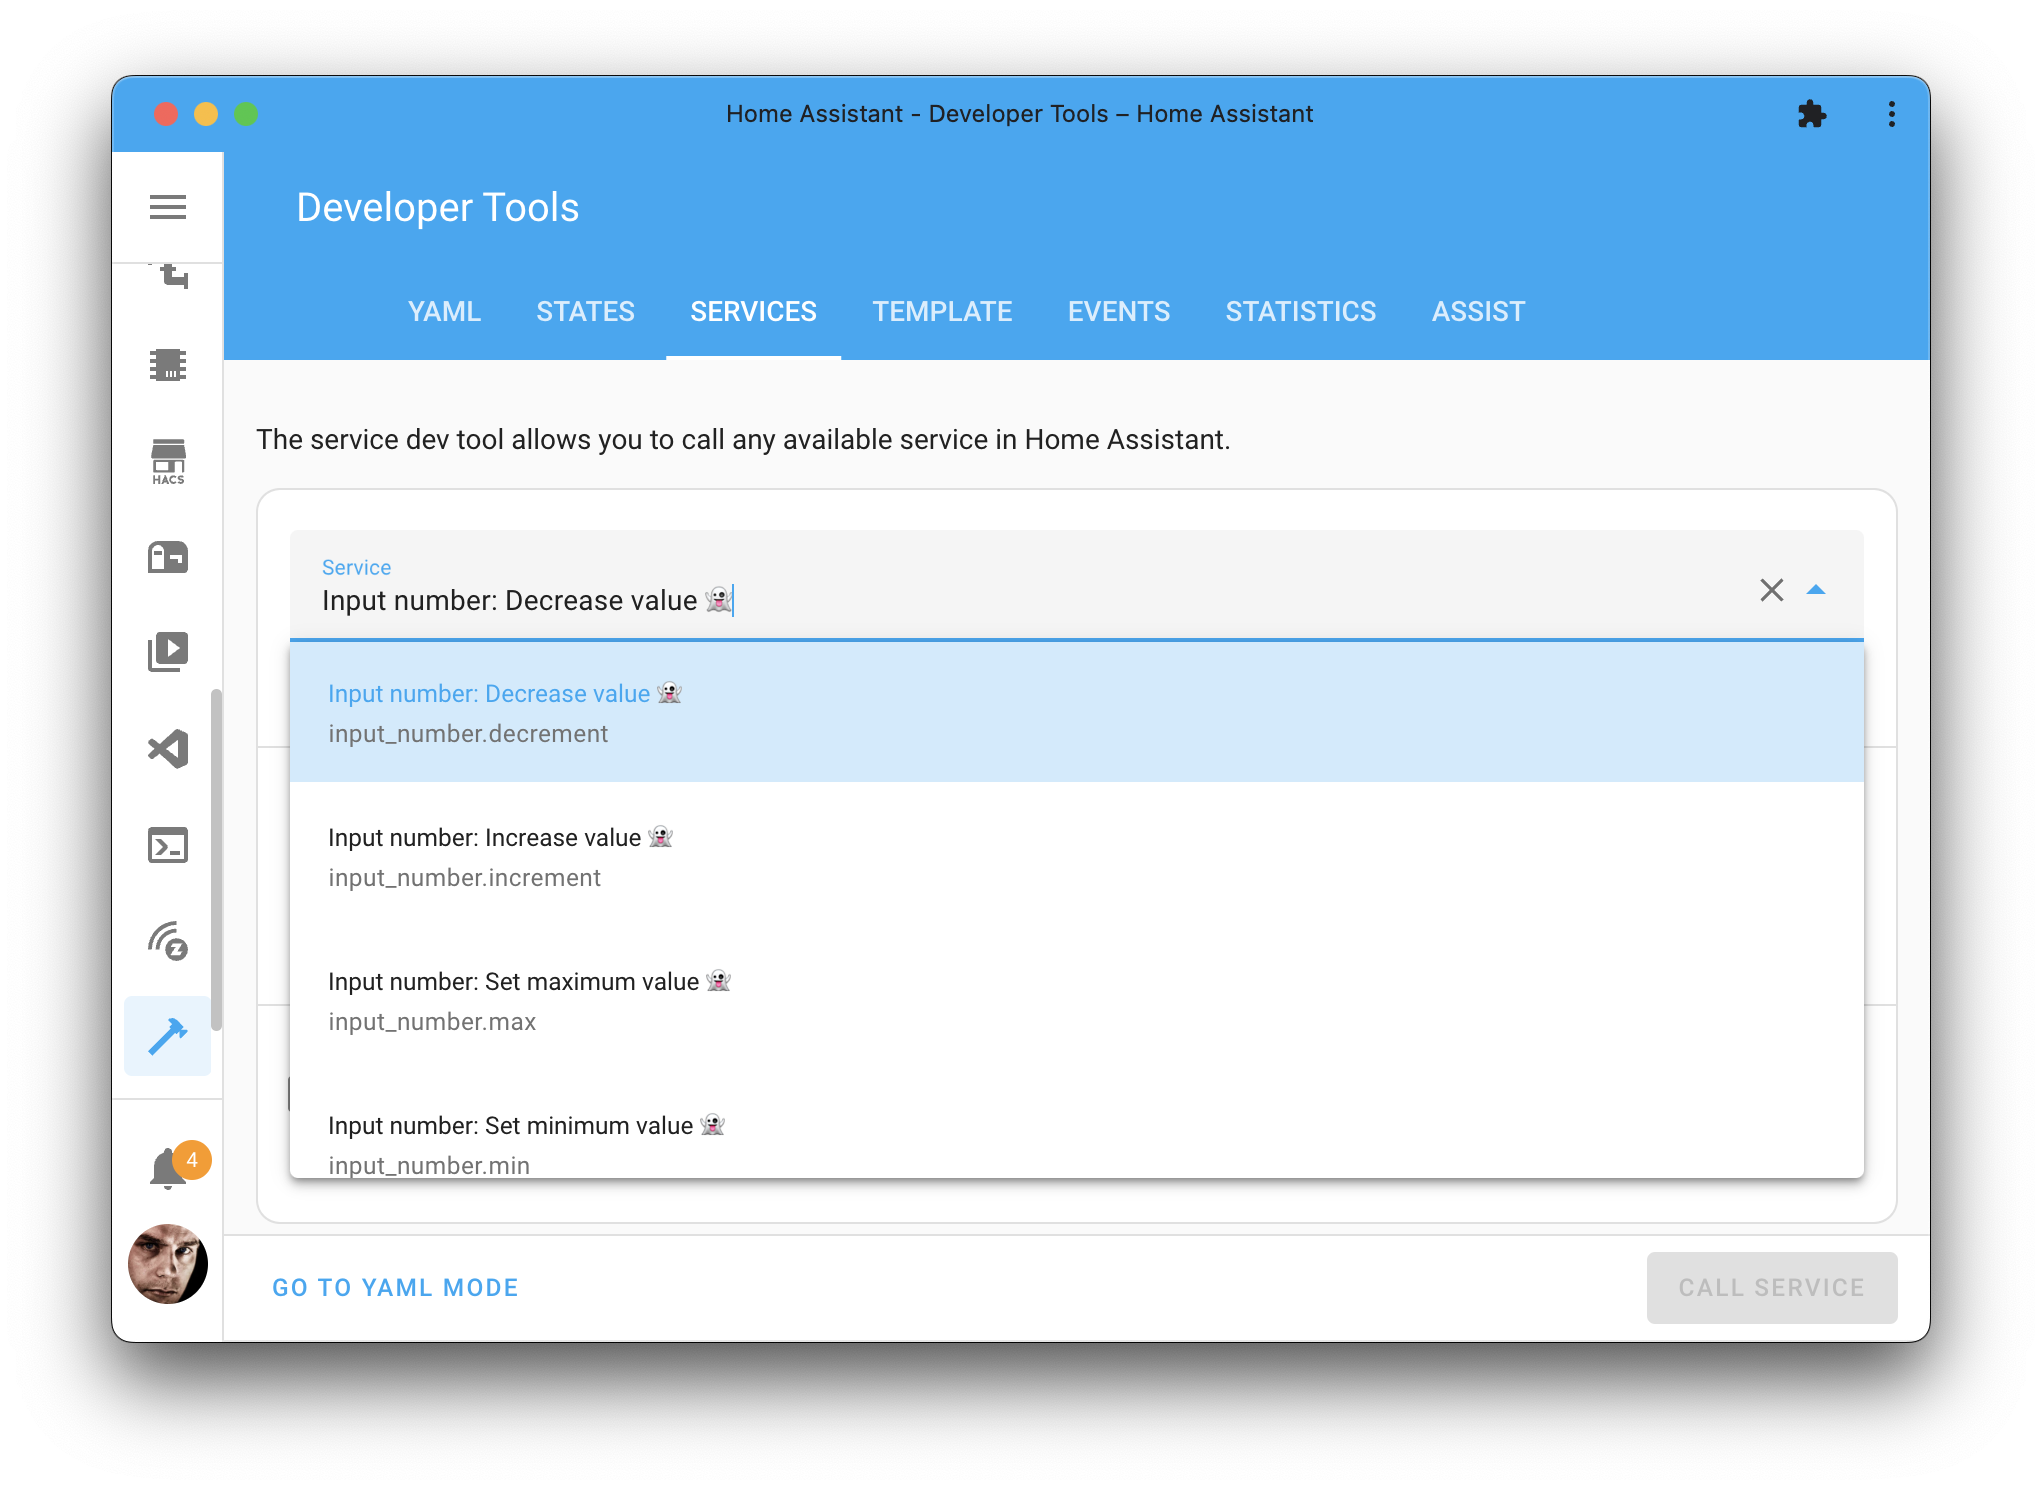 Home Assistant - Developer Tools – Home Assistant
Developer Tools
YAML STATES SERVICES TEMPLATE EVENTS STATISTICS ASSIST
The service dev tool allows you to call any available service in Home Assistant.
HACS
Service
Input number: Decrease value 👻
Input number: Decrease value 👻
input_number.decrement
Input number: Increase value 👻
input_number.increment
Input number: Set maximum value 👻
input_number.max
Input number: Set minimum value 👻
input_number.min
4
GO TO YAML MODE
CALL SERVICE